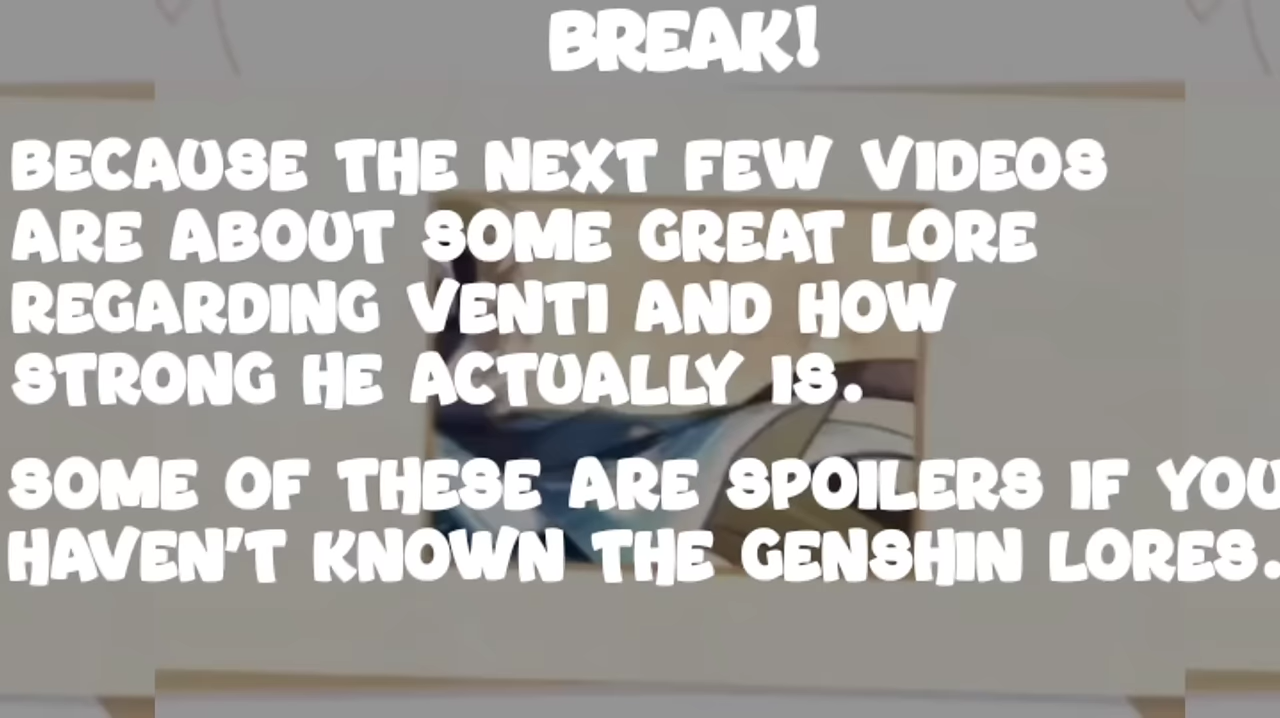 BREAK!
BECAUSE THE NEXT FEW VIDEOS
ARE ABOUT SOME GREAT LORE
REGARDING VENTI AND HOW
STRONG HE ACTUALLY IS.
SOME OF THESE ARE SPOILERS IF YOU
HAVEN'T KNOWN THE GENSHIN LORES.